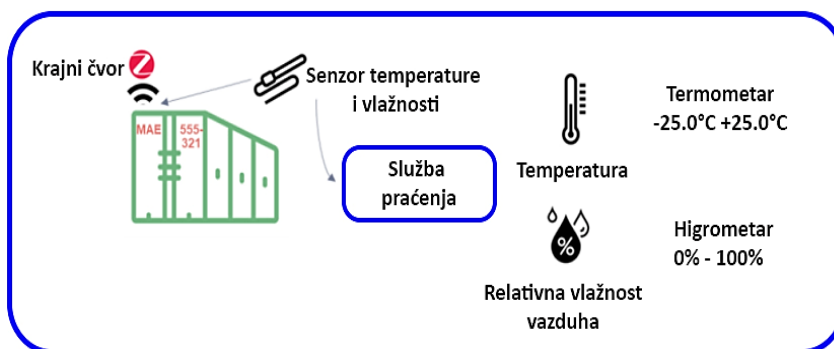 Krajni čvor
MAE
555-
321
Senzor temperature
i vlažnosti
Služba
praćenja
Temperatura
Termometar
-25.0°C +25.0°C
%
Relativna vlažnost
vazduha
Higrometar
0% - 100%